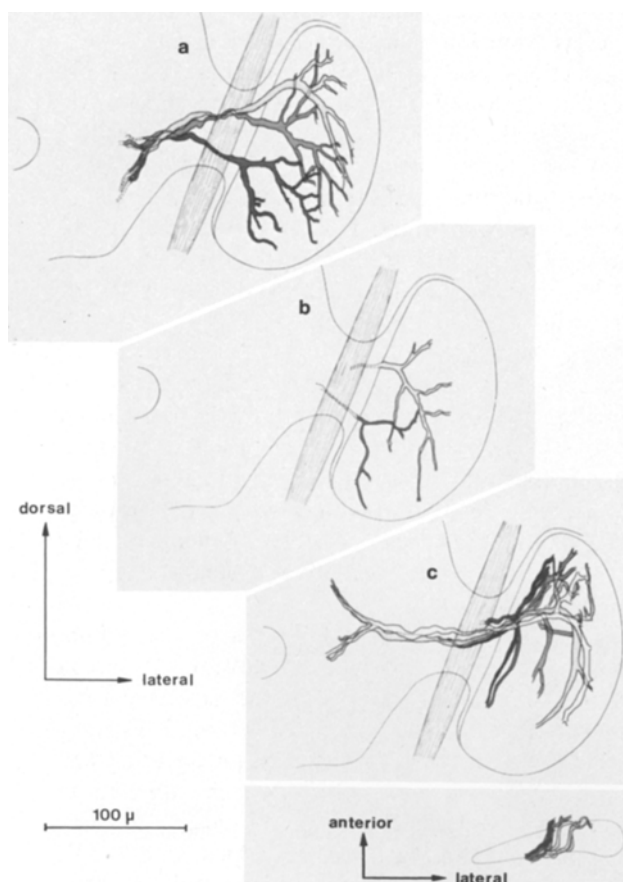 a
b
dorsal
lateral
c
100 μ
anterior
lateral